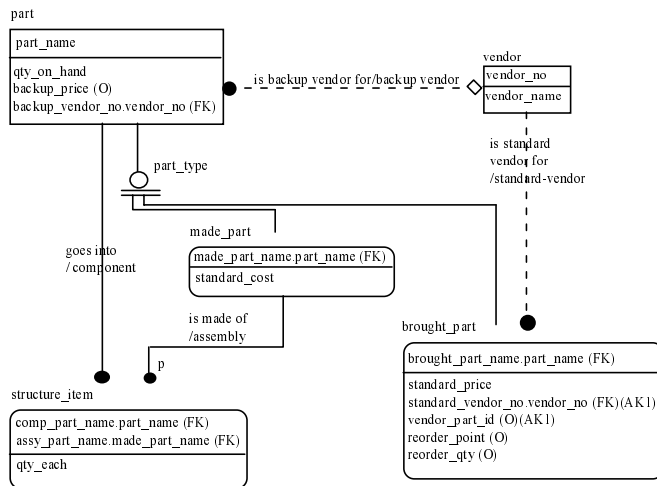 part
part_name
qty_on_hand
backup_price (O)
backup_vendor_no.vendor_no (FK)
is backup vendor for/backup vendor
vendor
vendor_no
vendor_name
is standard
vendor for
/standard-vendor
part_type
goes into
/component
made_part
made_part_name.part_name (FK)
standard_cost
is made of
/assembly
p
brought_part
brought_part_name.part_name (FK)
standard_price
standard_vendor_no.vendor_no (FK)(AK1)
vendor_part_id (O)(AK1)
reorder_point (O)
reorder_qty (O)
structure_item
comp_part_name.part_name (FK)
assy_part_name.made_part_name (FK)
qty_each